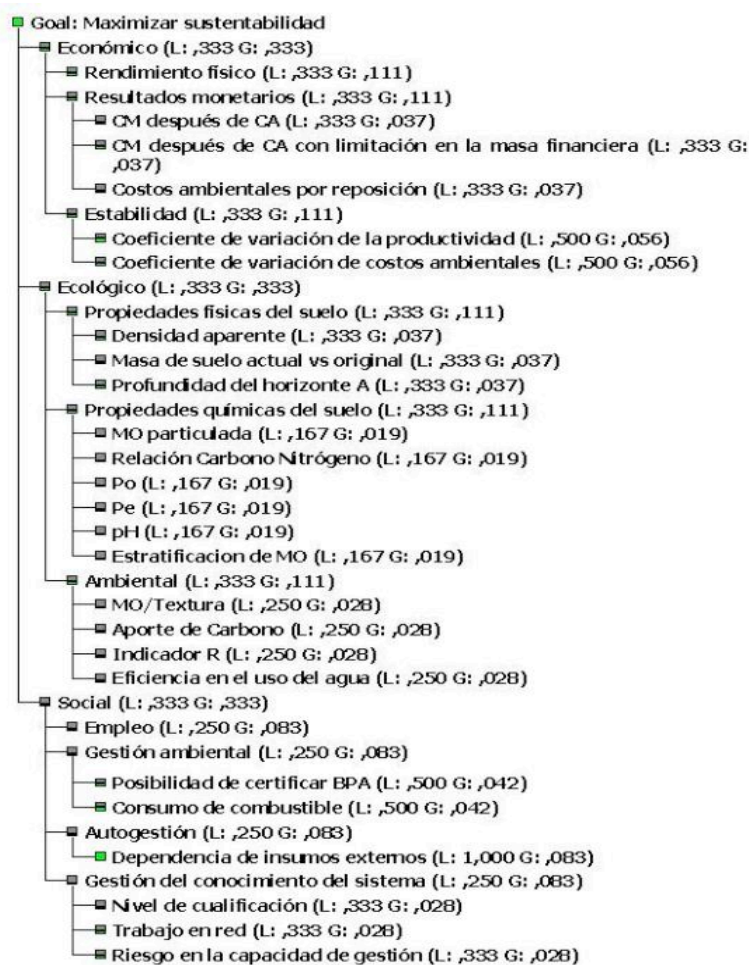 Goal: Maximizar sustentabilidad
Económico (L: ,333 G: ,333)
Rendimiento físico (L: ,333 G: ,111)
Resultados monetarios (L: ,333 G: ,111)
CM después de CA (L: ,333 G: ,037)
CM después de CA con limitación en la masa financiera (L: ,333 G:
,037)
Costos ambientales por reposición (L: ,333 G: ,037)
Estabilidad (L: ,333 G: ,111)
Coeficiente de variación de la productividad (L: ,500 G: ,056)
Coeficiente de variación de costos ambientales (L: ,500 G: ,056)
Ecológico (L: ,333 G: ,333)
Propiedades físicas del suelo (L: ,333 G: ,111)
Densidad aparente (L: ,333 G: ,037)
Masa de suelo actual vs original (L: ,333 G: ,037)
Profundidad del horizonte A (L: ,333 G: ,037)
Propiedades químicas del suelo (L: ,333 G: ,111)
MO particulada (L: ,167 G: ,019)
Relación Carbono Nitrógeno (L: ,167 G: ,019)
Po (L: ,167 G: ,019)
Pe (L: ,167 G: ,019)
pH (L: ,167 G: ,019)
Estratificacion de MO (L: ,167 G: ,019)
Ambiental (L: ,333 G: ,111)
MO/Textura (L: ,250 G: ,028)
Aporte de Carbono (L: ,250 G: ,028)
Indicador R (L: ,250 G: ,028)
Eficiencia en el uso del agua (L: ,250 G: ,028)
Social (L: ,333 G: ,333)
Empleo (L: ,250 G: ,083)
Gestión ambiental (L: ,250 G: ,083)
Posibilidad de certificar BPA (L: ,500 G: ,042)
Consumo de combustible (L: ,500 G: ,042)
Autogestión (L: ,250 G: ,083)
Dependencia de insumos externos (L: 1,000 G: ,083)
Gestión del conocimiento del sistema (L: ,250 G: ,083)
Nivel de cualificación (L: ,333 G: ,028)
Trabajo en red (L: ,333 G: ,028)
Riesgo en la capacidad de gestión (L: ,333 G: ,028)